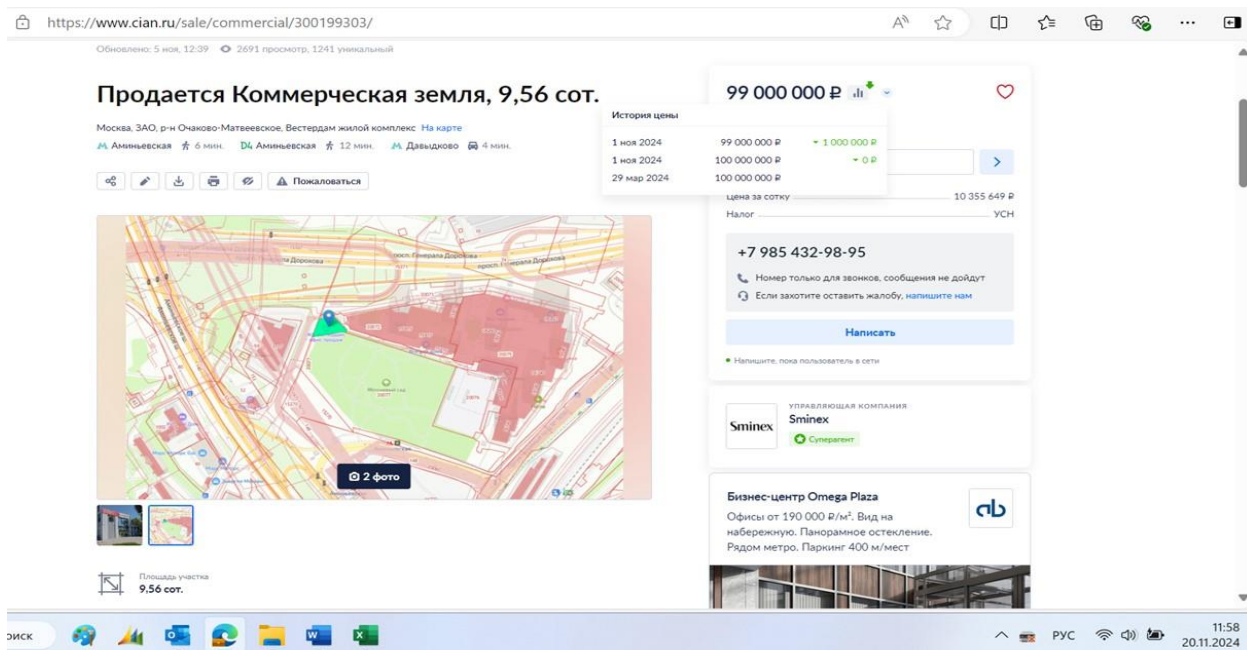 https://www.cian.ru/sale/commercial/300199303/
Обновлено: 5 ноя, 12:39 2691 просмотр, 1241 уникальный
Продается Коммерческая земля, 9,56 сот.
Москва, ЗАО, р-н Очаково-Матвеевское, Вестердам жилой комплекс На карте
Аминьевская 6 мин. D4 Аминьевская 12 мин. Давыдково 4 мин.
Пожаловаться
2 фото
Площадь участка
9,56 сот.
99 000 000 ₽
История цены
1 ноя 2024 99 000 000 ₽ 1 000 000 ₽
1 ноя 2024 100 000 000 ₽ 0 ₽
29 мар 2024 100 000 000 ₽
Цена за сотку 10 355 649 ₽
Налог УСН
+7 985 432-98-95
Номер только для звонков, сообщения не дойдут
Если захотите оставить жалобу, напишите нам
Написать
Напишите, пока пользователь в сети
Sminex
УПРАВЛЯЮЩАЯ КОМПАНИЯ
Sminex
Суперагент
Бизнес-центр Omega Plaza
Офисы от 190 000 ₽/м². Вид на
набережную. Панорамное остекление.
Рядом метро. Паркинг 400 м/мест
оиск
РУС
11:58
20.11.2024